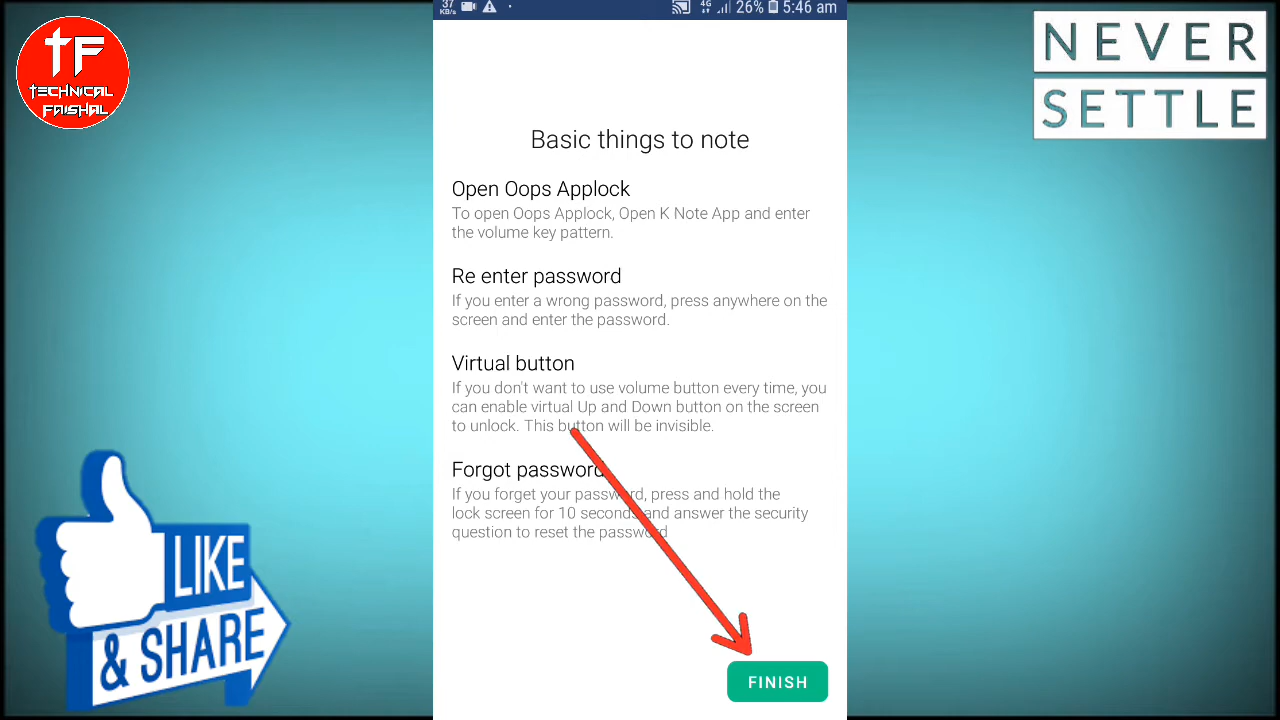 TF
TECHNICAL
FAISHAL
37
KB/s
4G
26%
5:46 am
NEVER
SETTLE
Basic things to note
Open Oops Applock
To open Oops Applock, Open K Note App and enter
the volume key pattern.
Re enter password
If you enter a wrong password, press anywhere on the
screen and enter the password.
Virtual button
If you don't want to use volume button every time, you
can enable virtual Up and Down button on the screen
to unlock. This button will be invisible.
Forgot password
If you forget your password, press and hold the
lock screen for 10 seconds and answer the security
question to reset the password
LIKE
& SHARE
FINISH